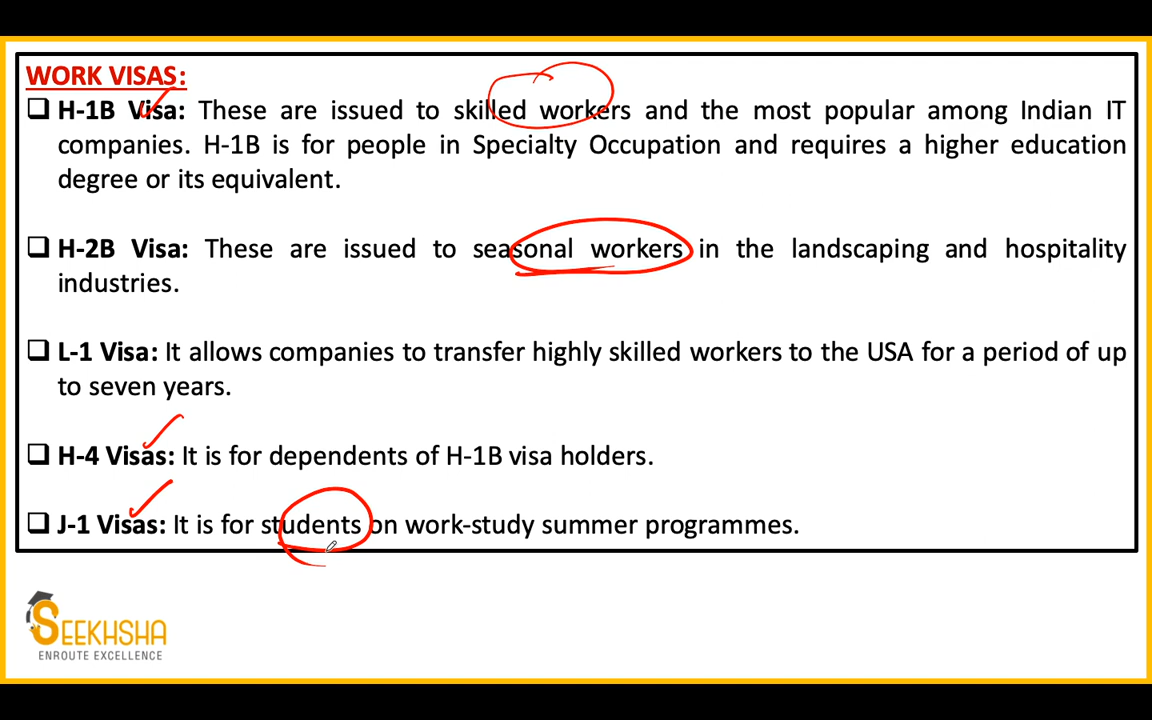 WORK VISAS:
❑ H-1B Visa: These are issued to skilled workers and the most popular among Indian IT
companies. H-1B is for people in Specialty Occupation and requires a higher education
degree or its equivalent.
❑ H-2B Visa: These are issued to seasonal workers in the landscaping and hospitality
industries.
❑ L-1 Visa: It allows companies to transfer highly skilled workers to the USA for a period of up
to seven years.
❑ H-4 Visas: It is for dependents of H-1B visa holders.
❑ J-1 Visas: It is for students on work-study summer programmes.
SEEKHSHA
ENROUTE EXCELLENCE